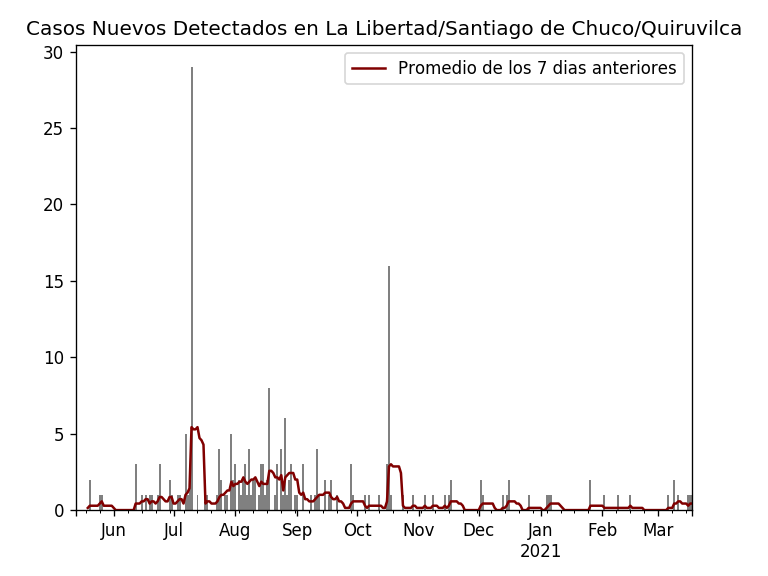 Casos Nuevos Detectados en La Libertad/Santiago de Chuco/Quiruvilca
Promedio de los 7 dias anteriores
30
25
20
15
10
5
0
Jun Jul Aug Sep Oct Nov Dec Jan Feb Mar
2021